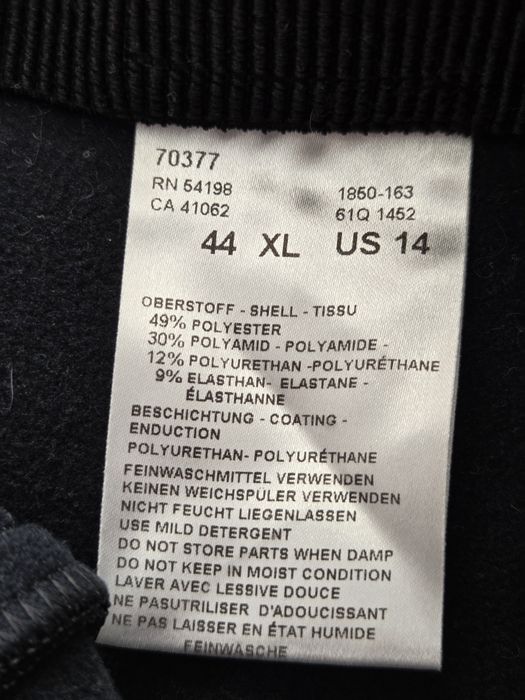 70377
RN 54198 1850-163
CA 41062 61Q 1452
44 XL US 14
OBERSTOFF - SHELL - TISSU
49% POLYESTER
30% POLYAMID - POLYAMIDE -
12% POLYURETHAN -POLYURÉTHANE
9% ELASTHAN- ELASTANE -
ÉLASTHANNE
BESCHICHTUNG - COATING -
ENDUCTION
POLYURETHAN- POLYURÉTHANE
FEINWASCHMITTEL VERWENDEN
KEINEN WEICHSPÜLER VERWENDEN
NICHT FEUCHT LIEGENLASSEN
USE MILD DETERGENT
DO NOT STORE PARTS WHEN DAMP
DO NOT KEEP IN MOIST CONDITION
LAVER AVEC LESSIVE DOUCE
NE PASUTRILISER D'ADOUCISSANT
NE PAS LAISSER EN ÉTAT HUMIDE
FEINWÄSCHE